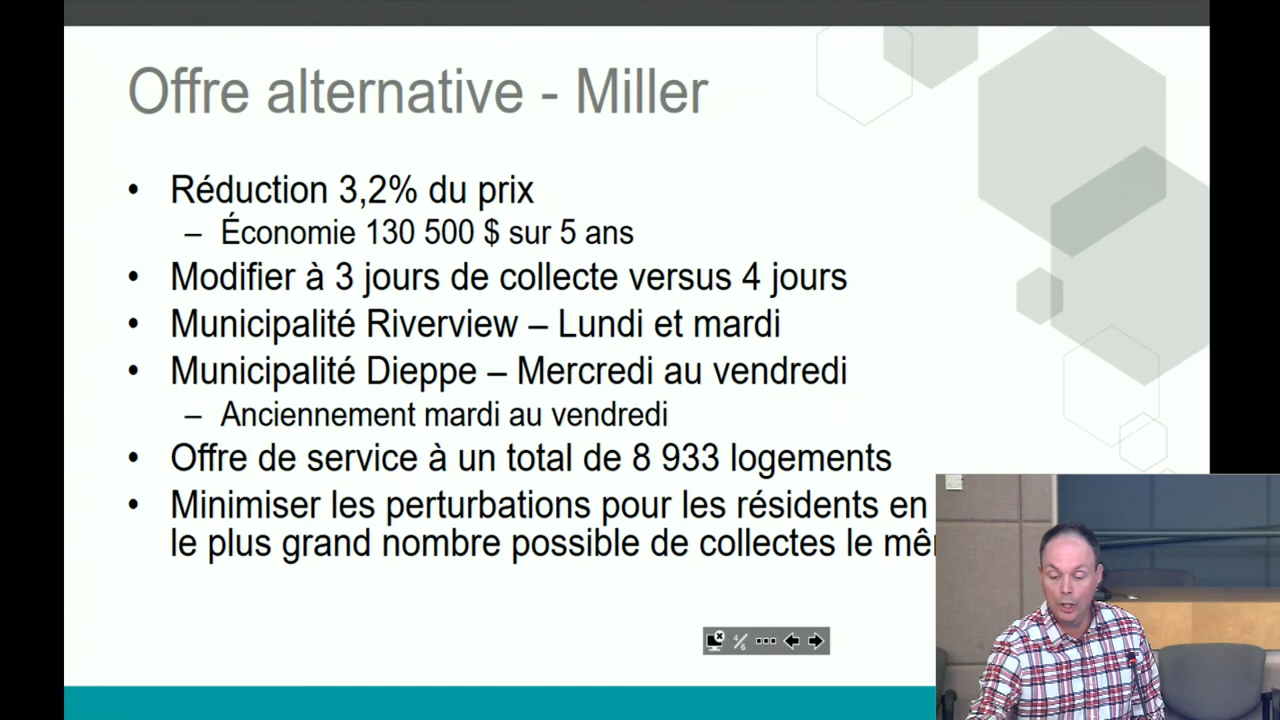 Offre alternative - Miller
• Réduction 3,2% du prix
– Économie 130 500 $ sur 5 ans
• Modifier à 3 jours de collecte versus 4 jours
• Municipalité Riverview – Lundi et mardi
• Municipalité Dieppe – Mercredi au vendredi
– Anciennement mardi au vendredi
• Offre de service à un total de 8 933 logements
• Minimiser les perturbations pour les résidents en
le plus grand nombre possible de collectes le
4/6